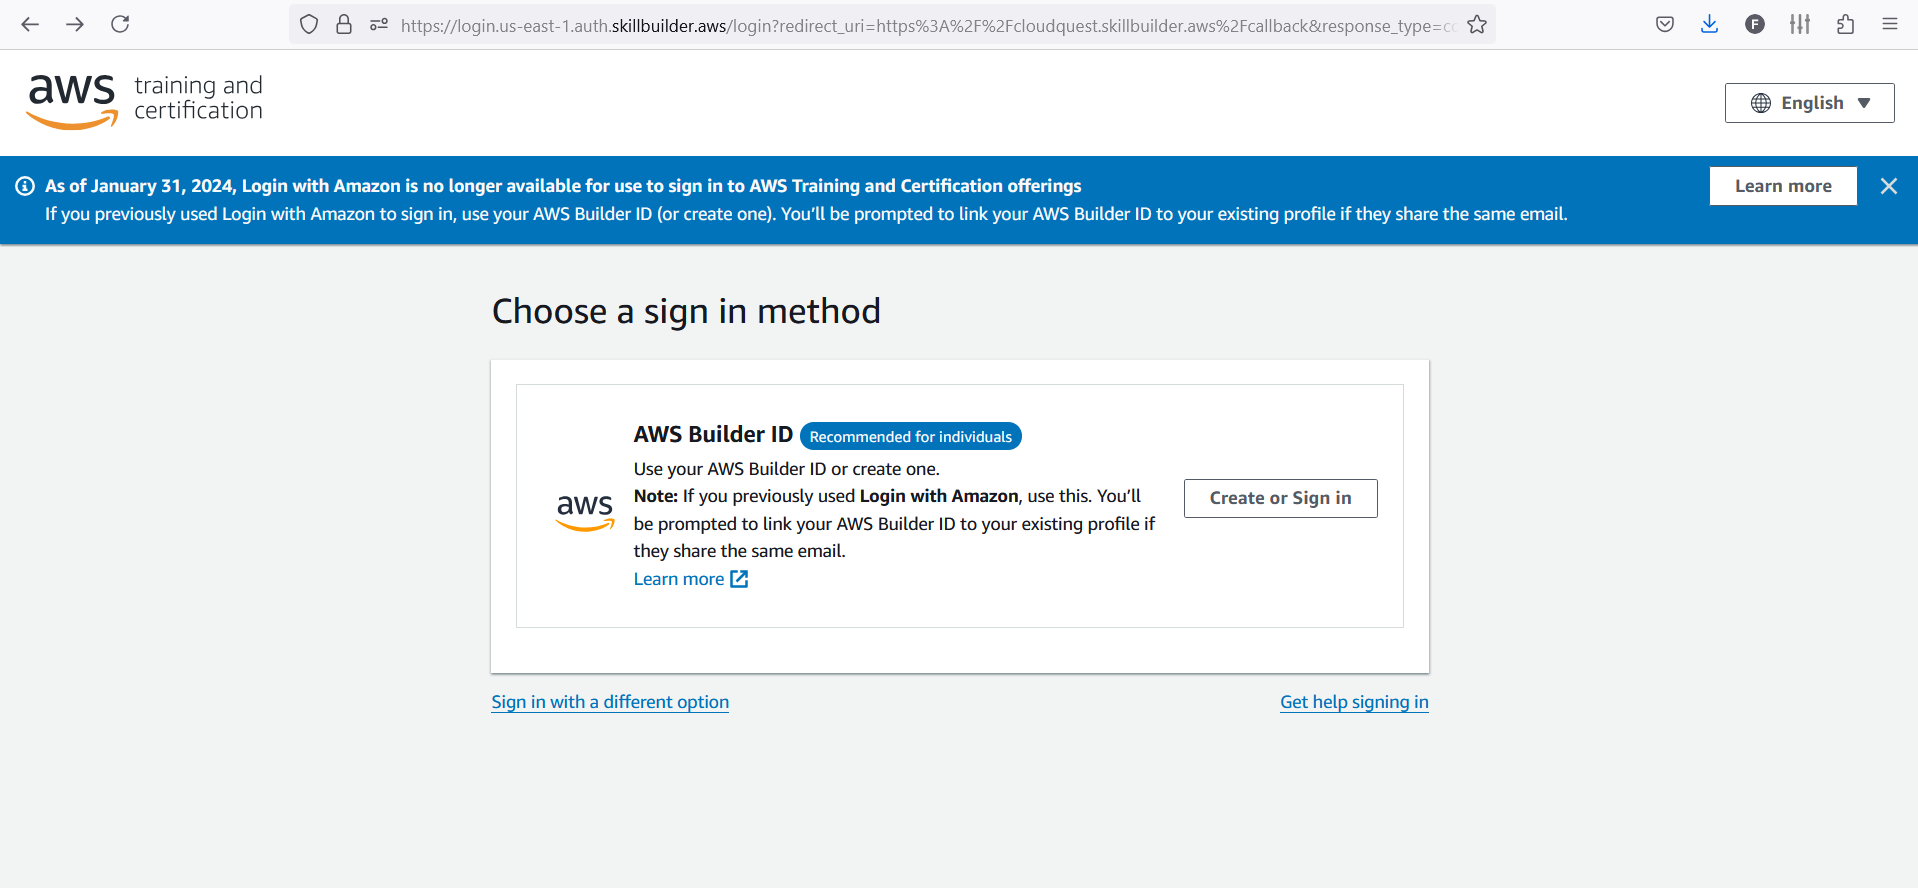 https://login.us-east-1.auth.skillbuilder.aws/login?redirect_uri=https%3A%2F%2Fcloudquest.skillbuilder.aws%2Fcallback&response_type=co
F
aws training and
certification
English
As of January 31, 2024, Login with Amazon is no longer available for use to sign in to AWS Training and Certification offerings
Learn more
If you previously used Login with Amazon to sign in, use your AWS Builder ID (or create one). You’ll be prompted to link your AWS Builder ID to your existing profile if they share the same email.
Choose a sign in method
aws
AWS Builder ID Recommended for individuals
Use your AWS Builder ID or create one.
Note: If you previously used Login with Amazon, use this. You’ll
be prompted to link your AWS Builder ID to your existing profile if
they share the same email.
Learn more
Create or Sign in
Sign in with a different option
Get help signing in